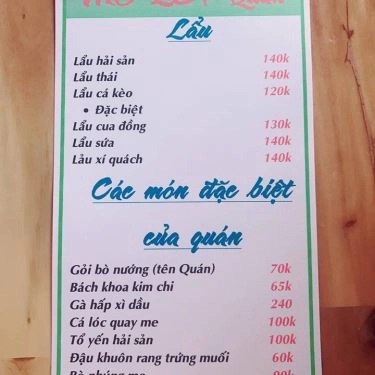 Quán
Lẩu
Lẩu hải sản 140k
Lẩu thái 140k
Lẩu cá kèo 120k
• Đặc biệt
Lẩu cua đồng 130k
Lẩu sứa 140k
Lảu xí quách 140k
Các món đặc biệt
của quán
Gỏi bò nướng (tên Quán) 70k
Bách khoa kim chi 65k
Gà hấp xì dầu 240
Cá lóc quay me 100k
Tổ yến hải sản 100k
Đậu khuôn rang trứng muối 60k